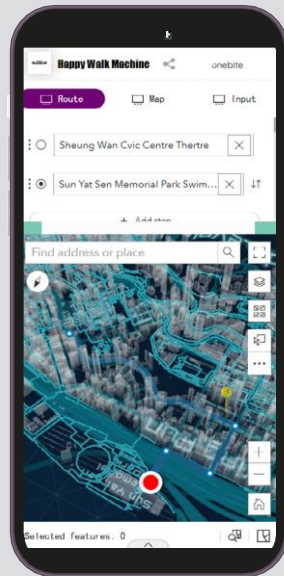 Happy Walk Machine
onebite
Route
Map
Input
Sheung Wan Cvic Centre Thertre
Sun Yat Sen Memorial Park Swim...
+ Add stop
Find address or place
Selected features: 0